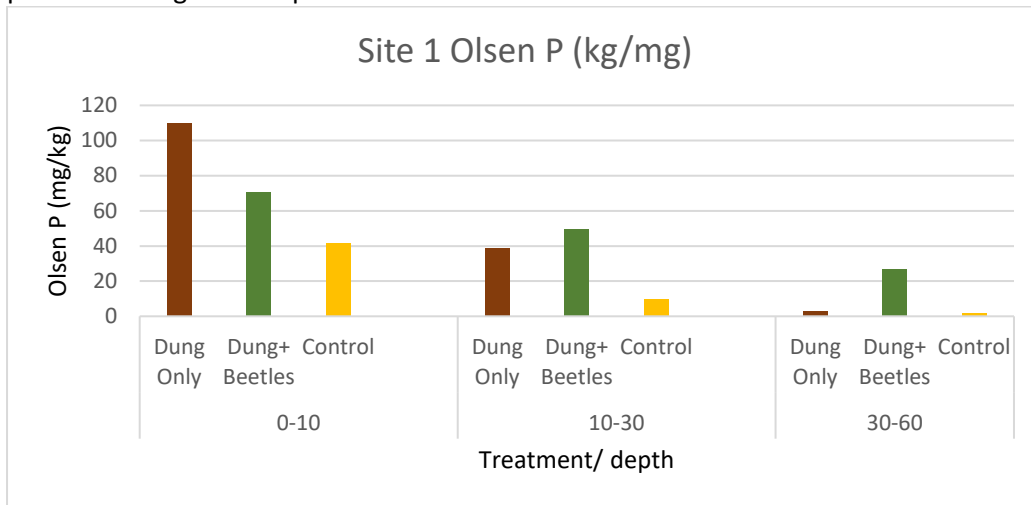 Site 1 Olsen P (kg/mg)
Olsen P (mg/kg)
120
100
80
60
40
20
0
Dung Only
Dung+ Beetles
Control
Dung Only
Dung+ Beetles
Control
Dung Only
Dung+ Beetles
Control
0-10
10-30
30-60
Treatment/ depth